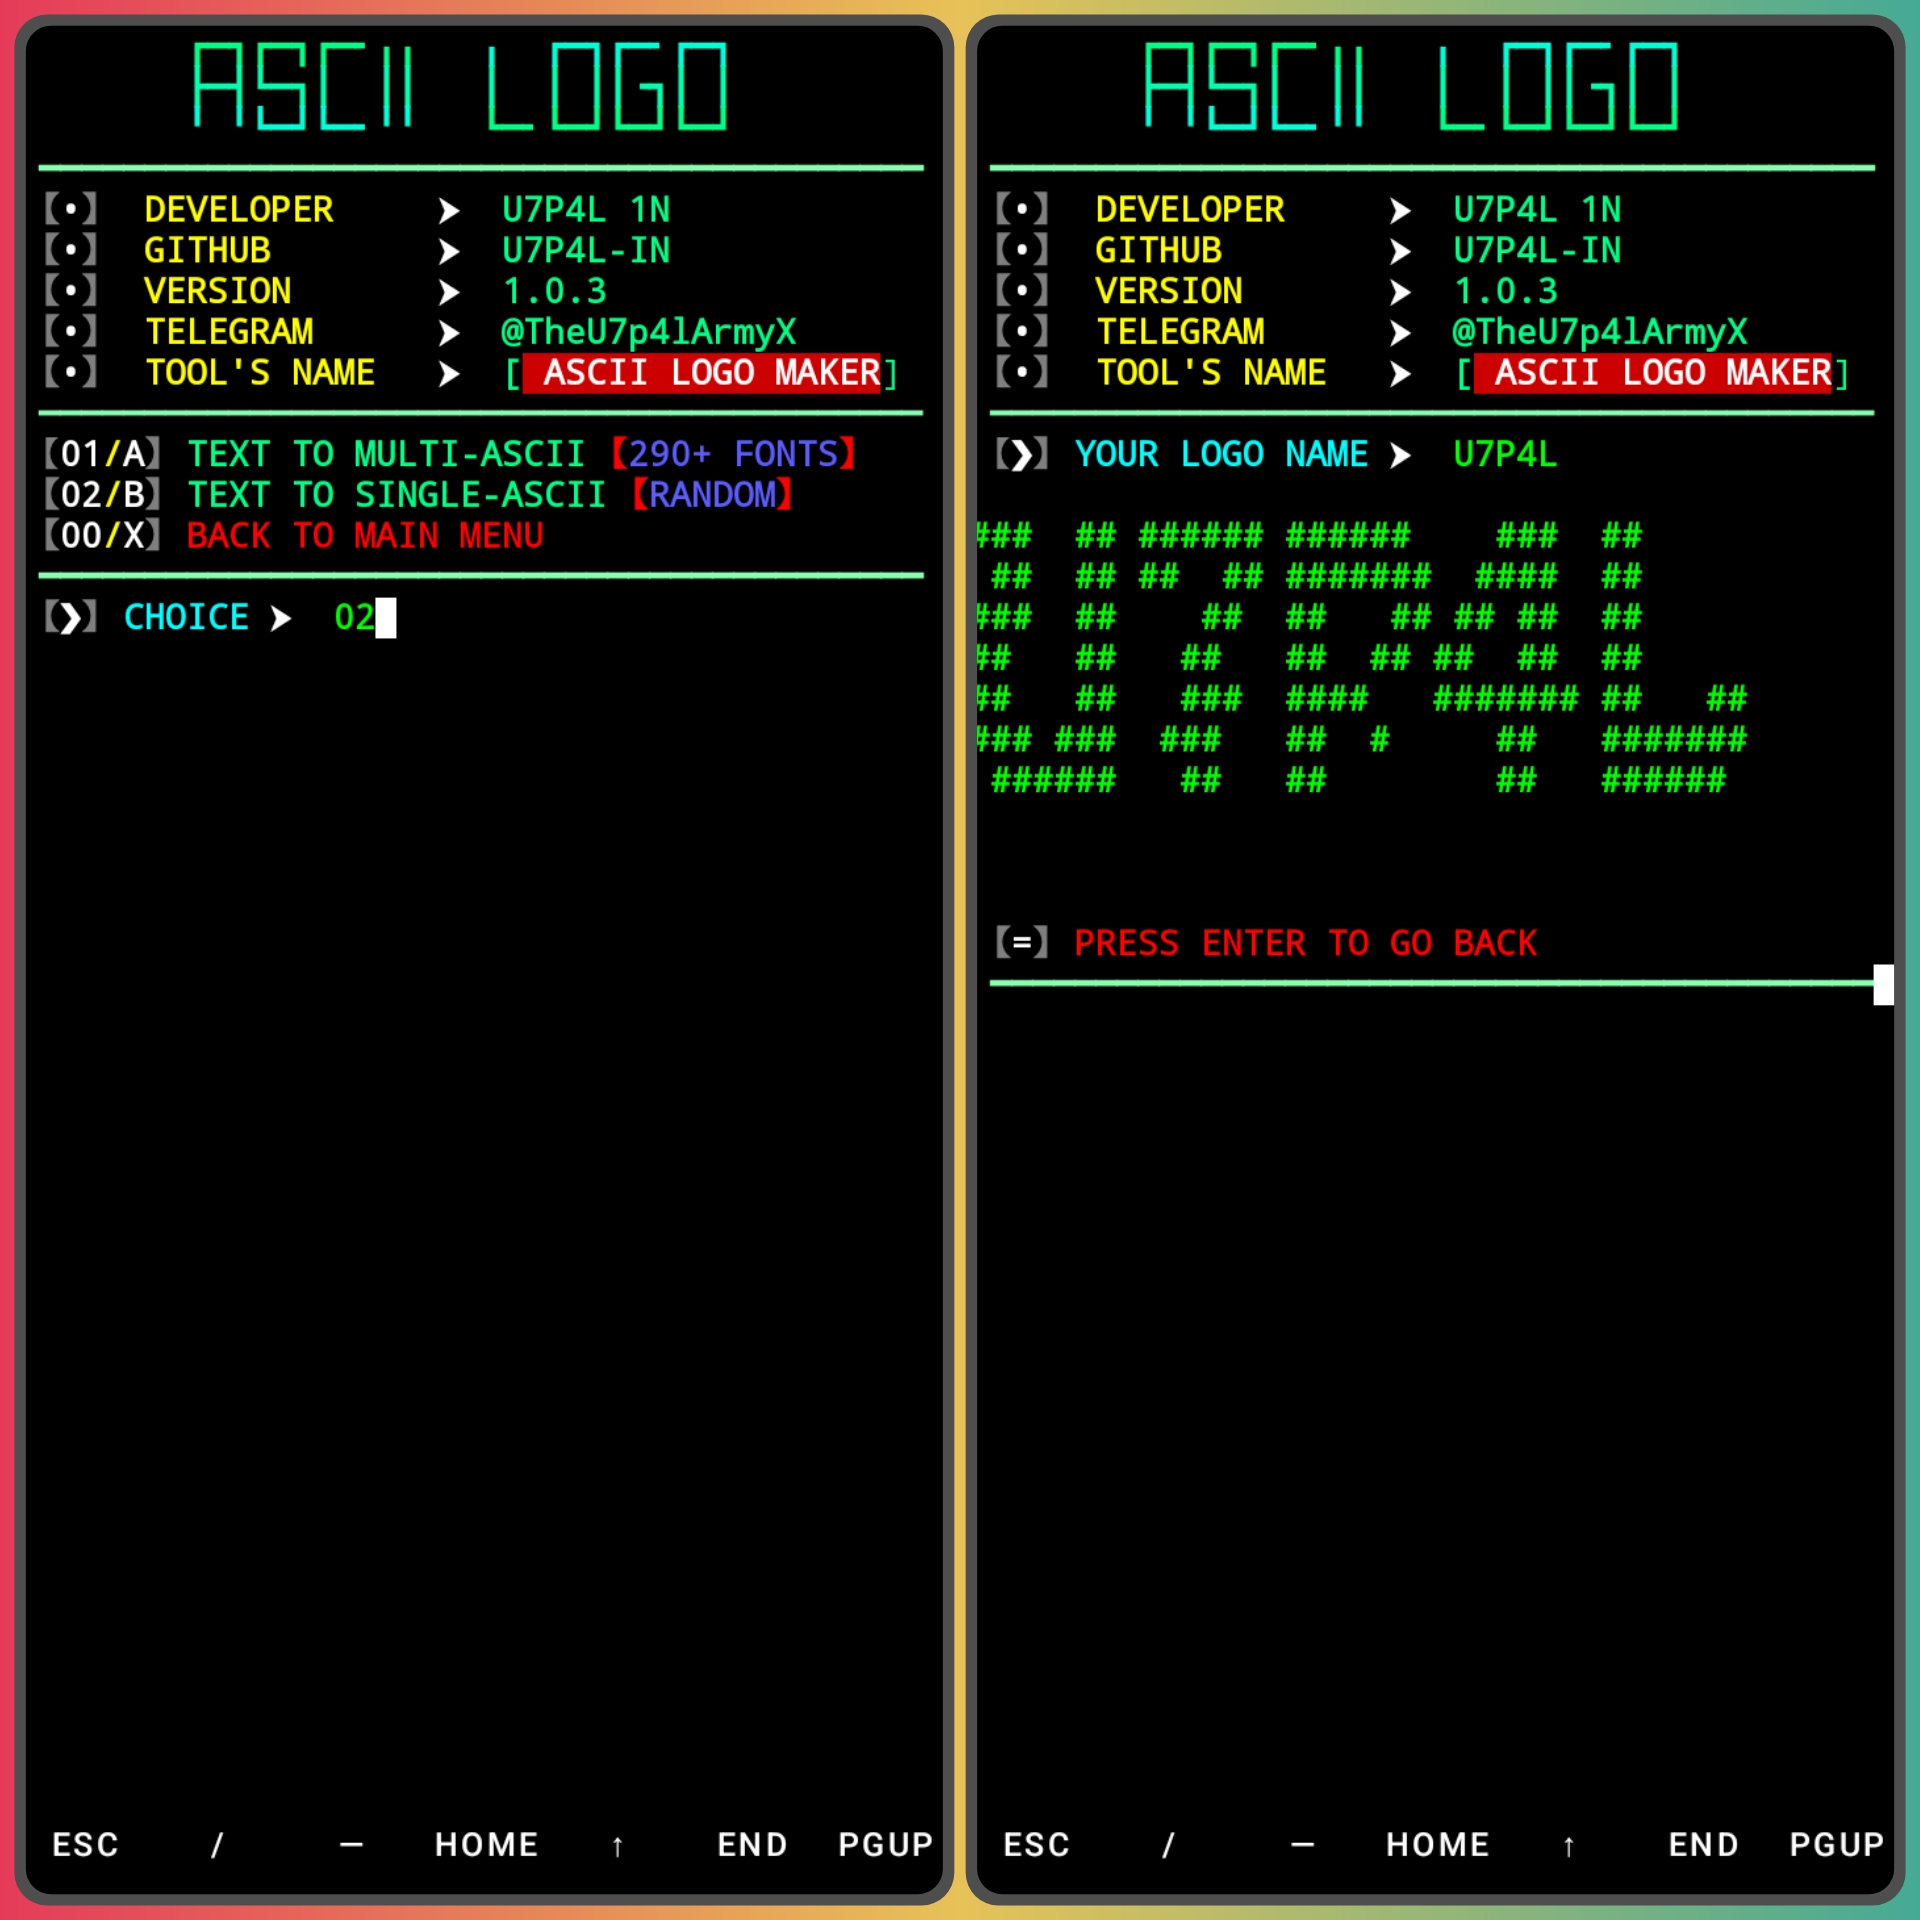 ASCII LOGO
【•】 DEVELOPER ➤ U7P4L 1N
【•】 GITHUB ➤ U7P4L-IN
【•】 VERSION ➤ 1.0.3
【•】 TELEGRAM ➤ @TheU7p4lArmyX
【•】 TOOL'S NAME ➤ [ ASCII LOGO MAKER]
【01/A】 TEXT TO MULTI-ASCII 【290+ FONTS】
【02/B】 TEXT TO SINGLE-ASCII 【RANDOM】
【00/X】 BACK TO MAIN MENU
【❯】 CHOICE ➤ 02
ESC / — HOME ↑ END PGUP
ASCII LOGO
【•】 DEVELOPER ➤ U7P4L 1N
【•】 GITHUB ➤ U7P4L-IN
【•】 VERSION ➤ 1.0.3
【•】 TELEGRAM ➤ @TheU7p4lArmyX
【•】 TOOL'S NAME ➤ [ ASCII LOGO MAKER]
【❯】 YOUR LOGO NAME ➤ U7P4L
U7P4L
【=】 PRESS ENTER TO GO BACK
ESC / — HOME ↑ END PGUP